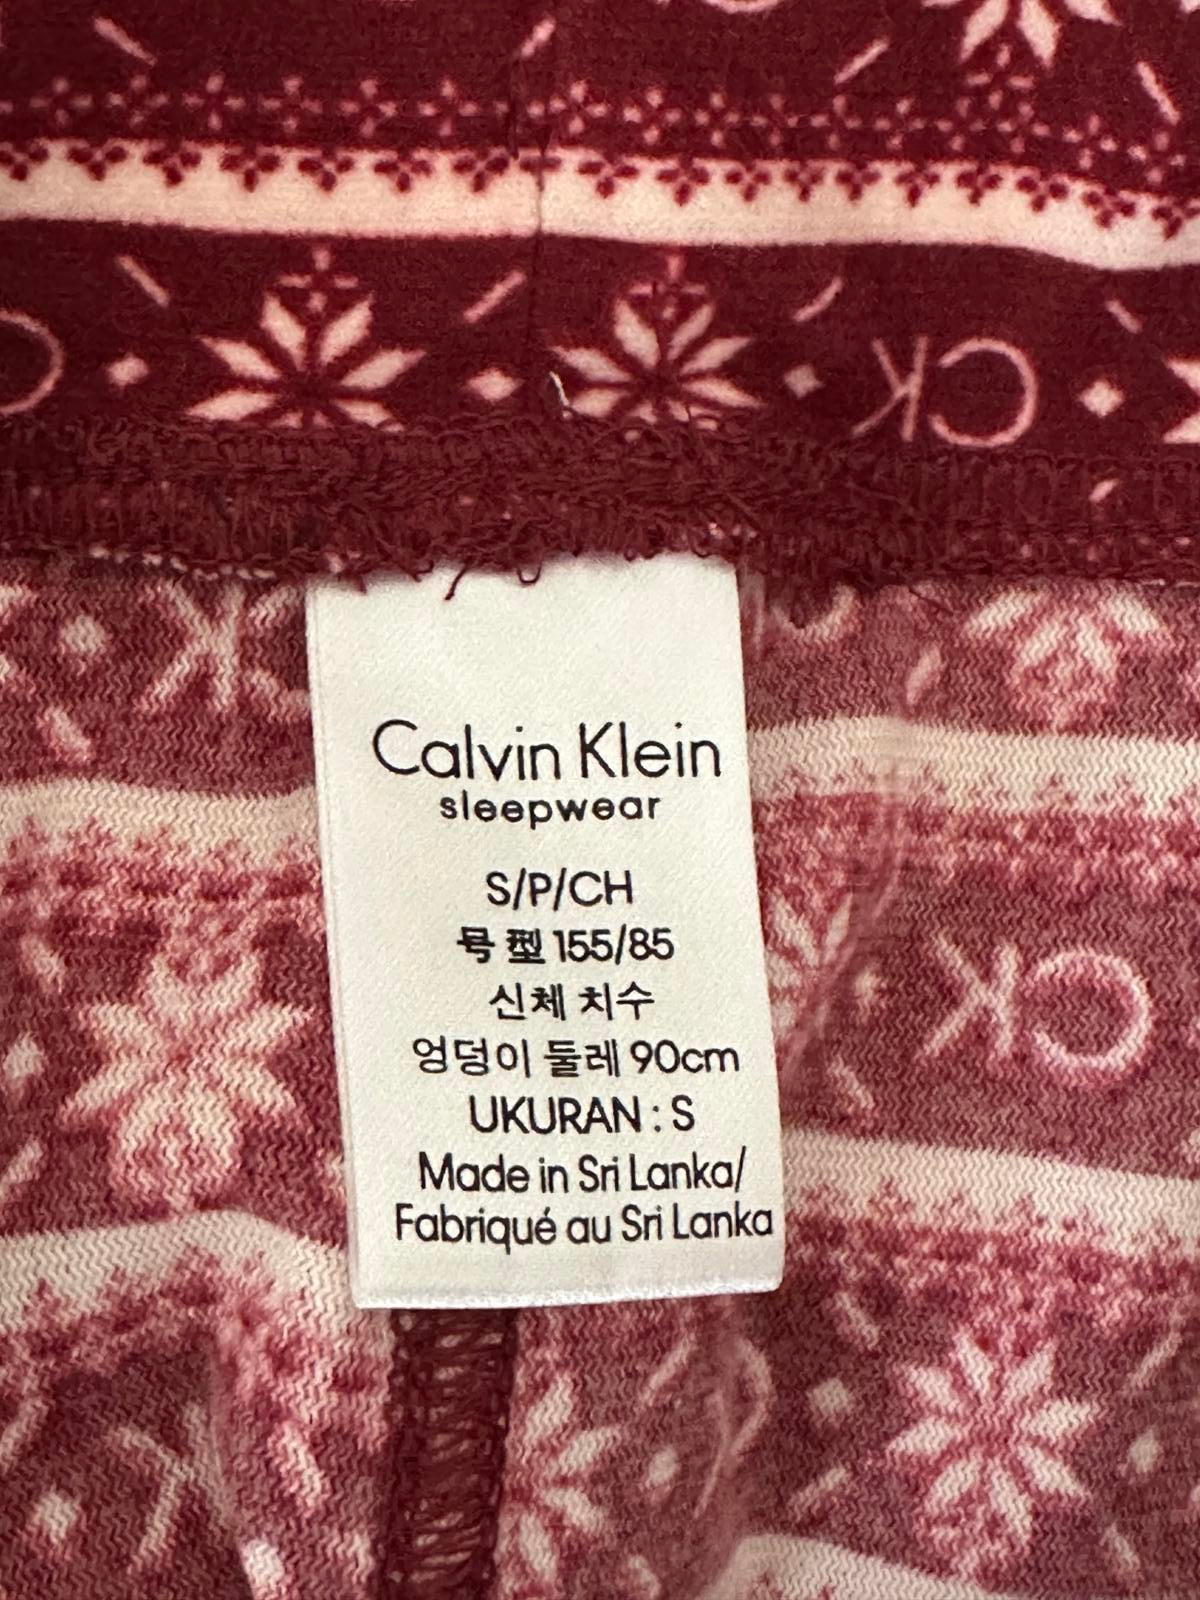 CK
Calvin Klein
sleepwear
S/P/CH
号型 155/85
신체 치수
엉덩이 둘레 90cm
UKURAN : S
Made in Sri Lanka/
Fabriqué au Sri Lanka
CK